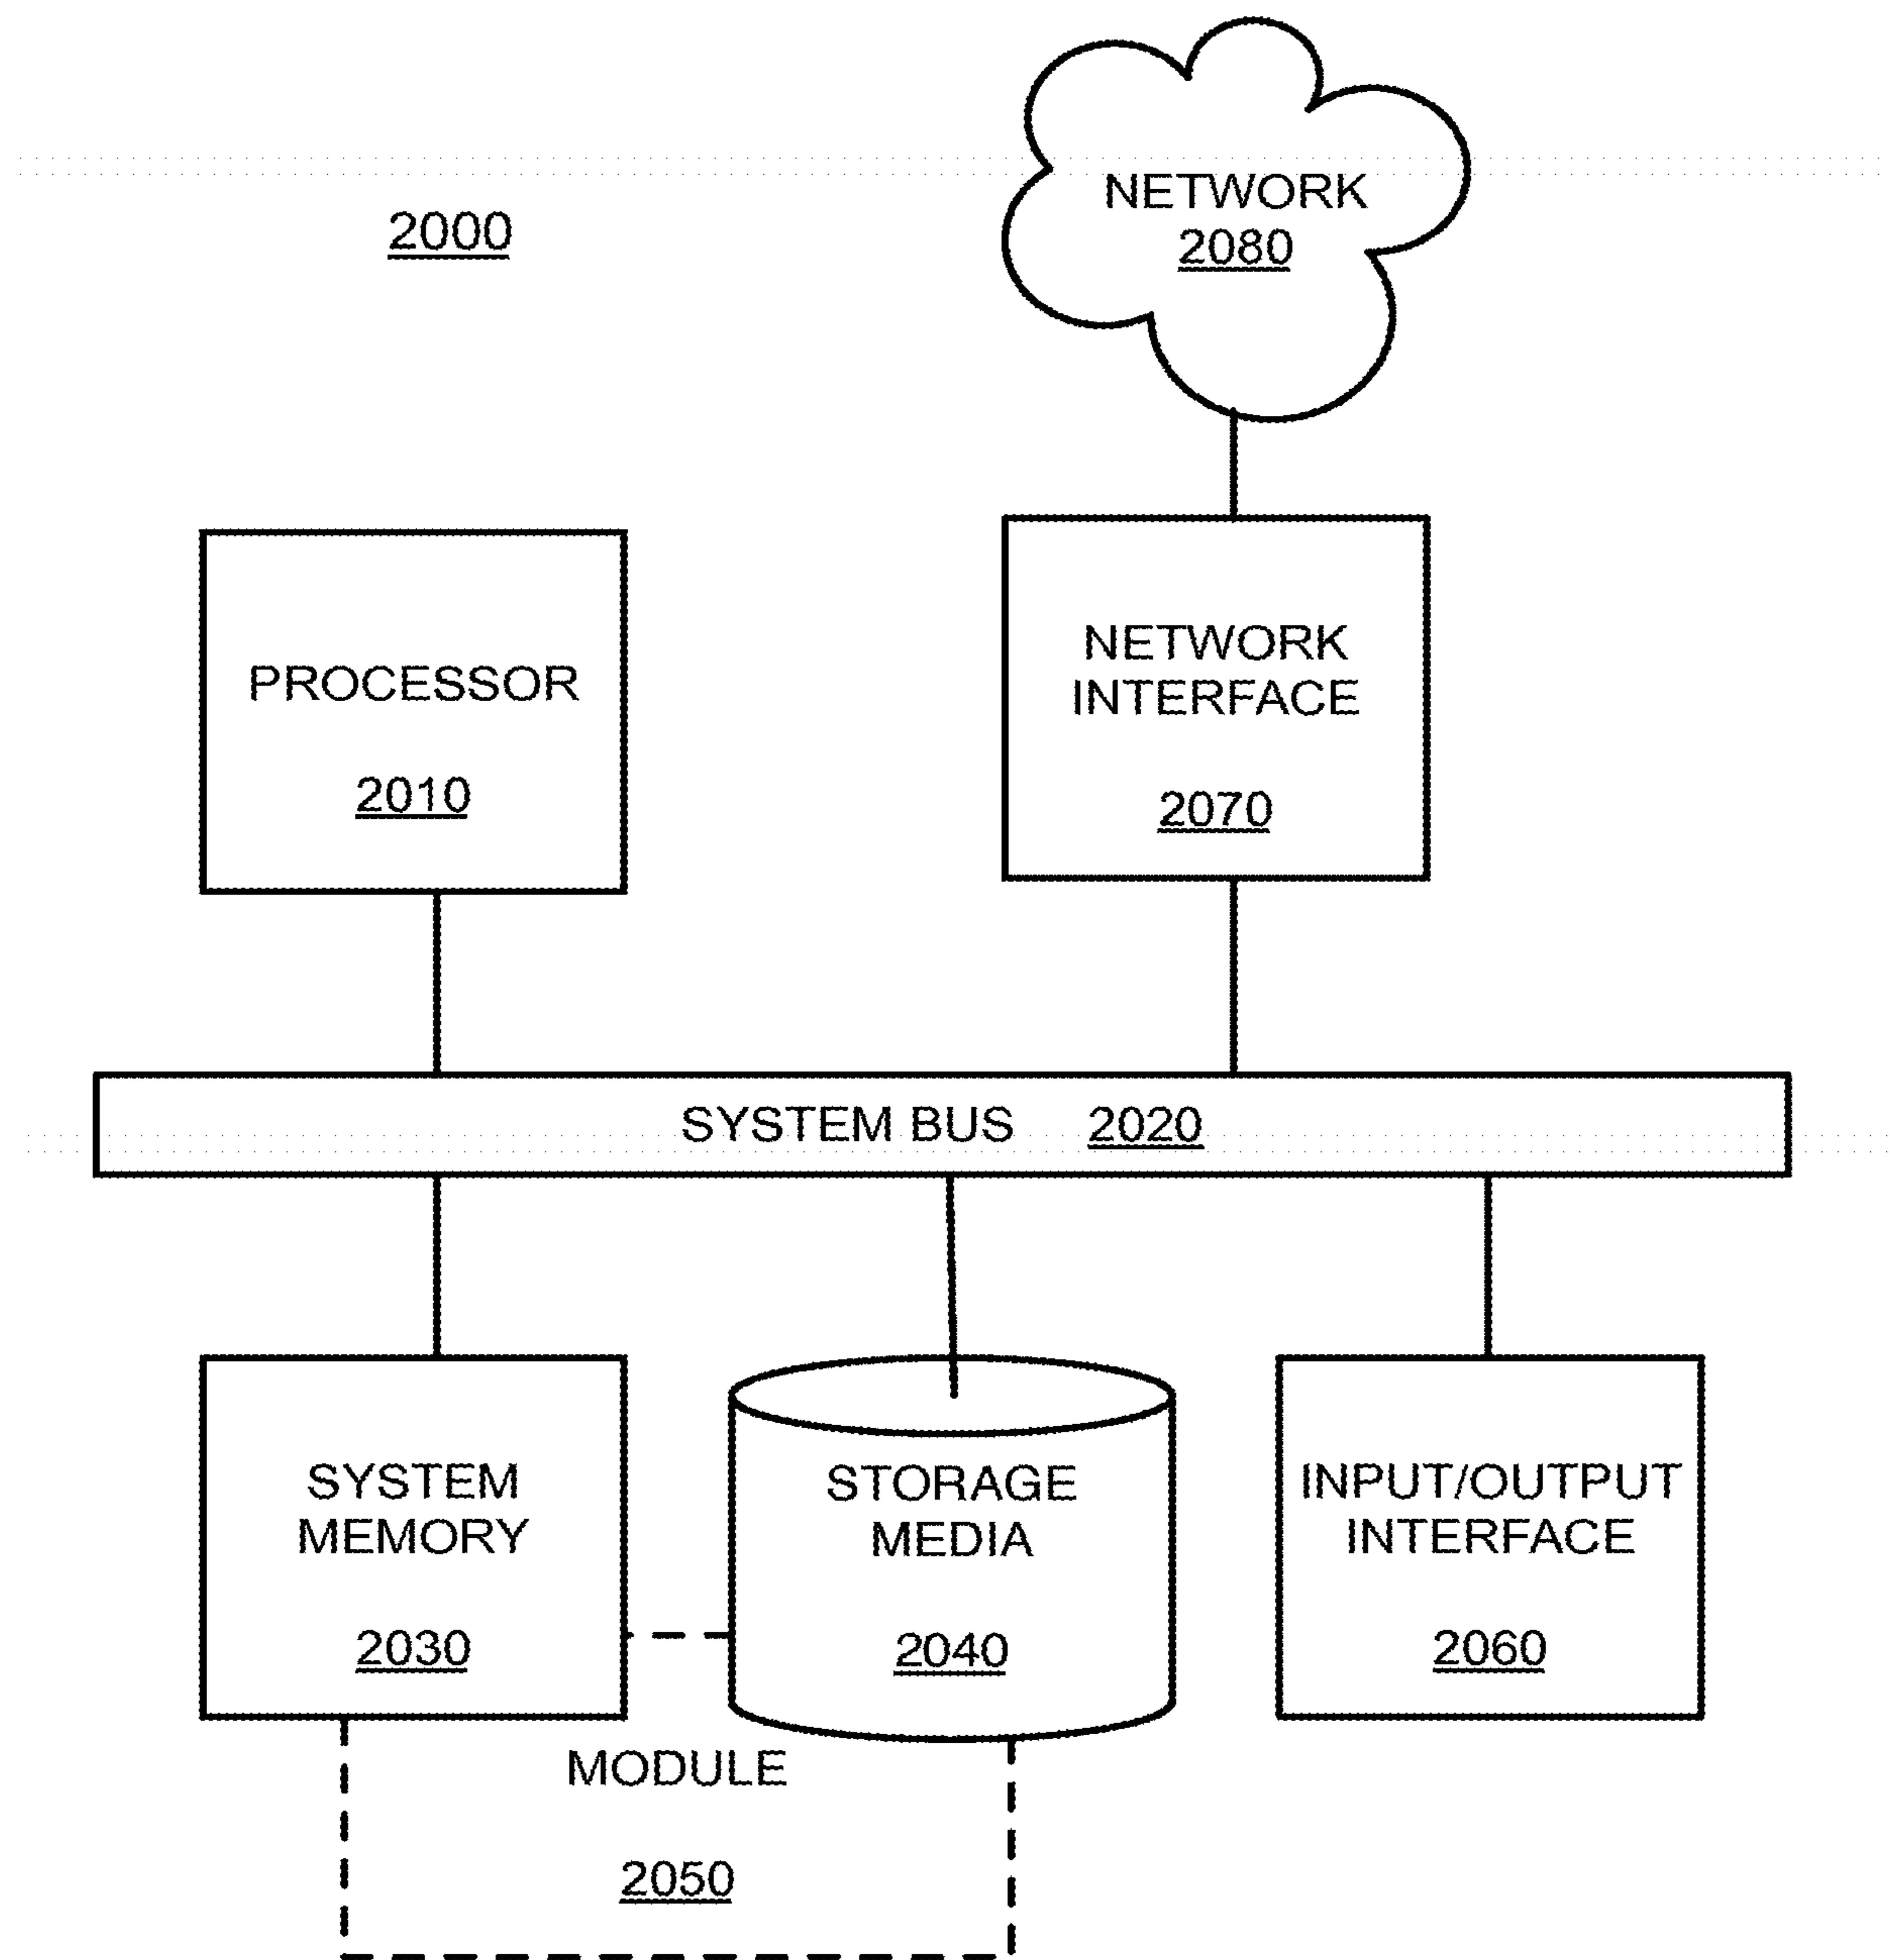 2000
NETWORK
2080
PROCESSOR
2010
NETWORK
INTERFACE
2070
SYSTEM BUS 2020
SYSTEM
MEMORY
2030
STORAGE
MEDIA
2040
INPUT/OUTPUT
INTERFACE
2060
MODULE
2050